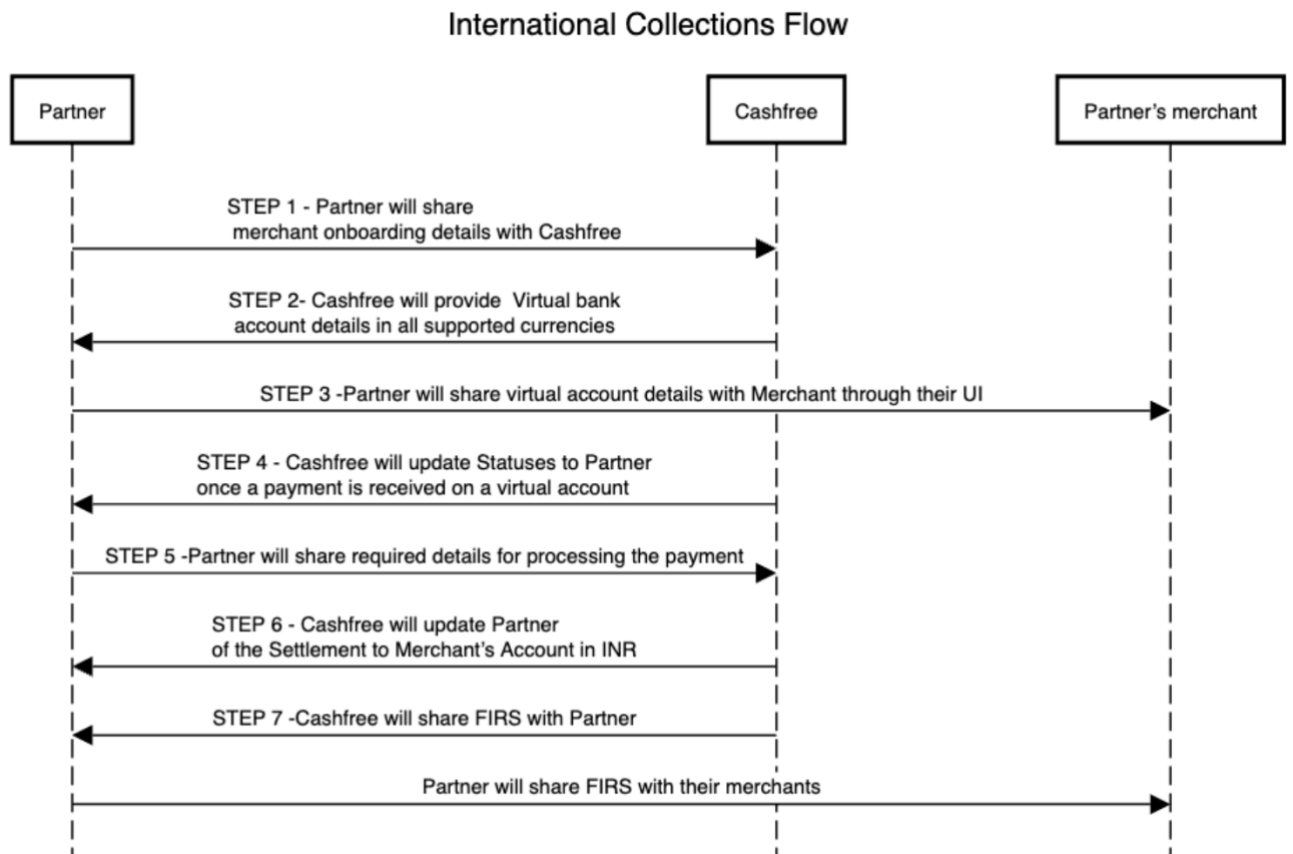 International Collections Flow
Partner
Cashfree
Partner's merchant
STEP 1 - Partner will share
merchant onboarding details with Cashfree
STEP 2- Cashfree will provide  Virtual bank
account details in all supported currencies
STEP 3 -Partner will share virtual account details with Merchant through their UI
STEP 4 - Cashfree will update Statuses to Partner
once a payment is received on a virtual account
STEP 5 -Partner will share required details for processing the payment
STEP 6 - Cashfree will update Partner
of the Settlement to Merchant's Account in INR
STEP 7 -Cashfree will share FIRS with Partner
Partner will share FIRS with their merchants